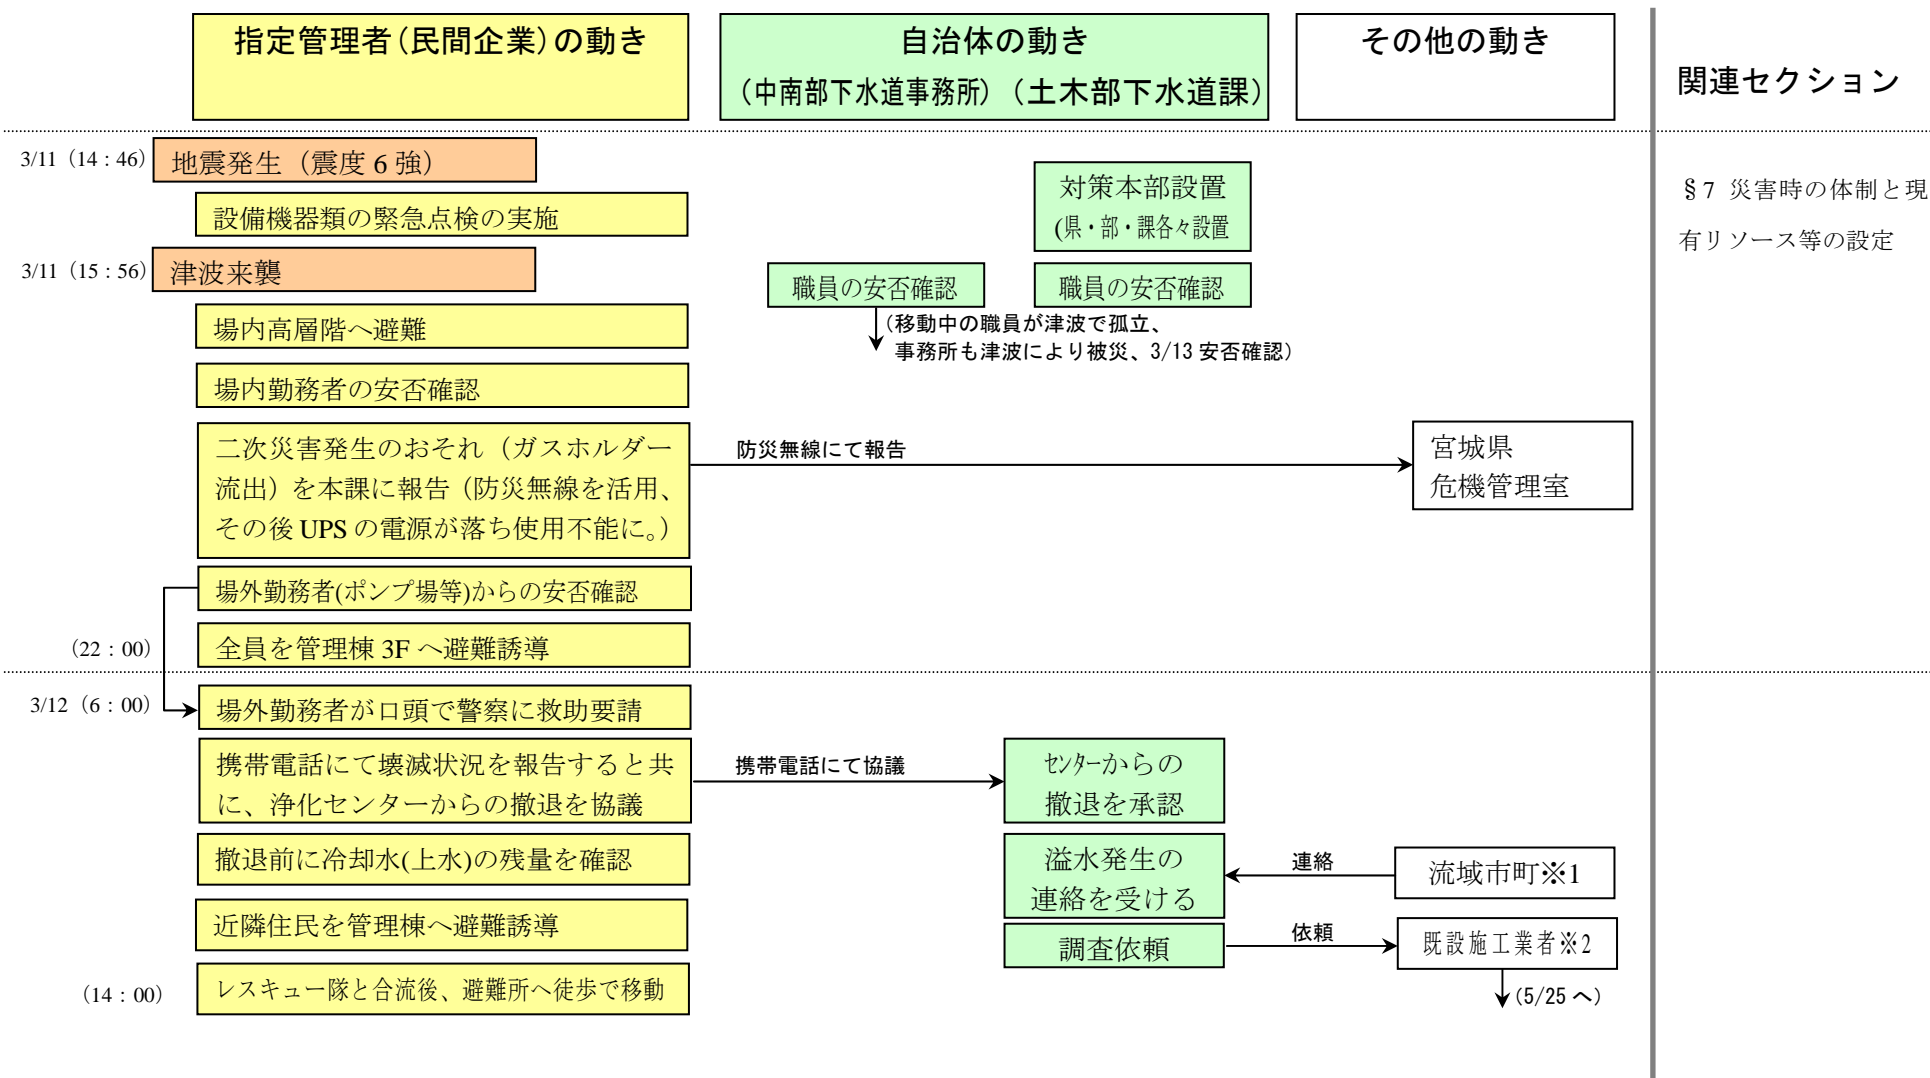 指定管理者(民間企業)の動き
自治体の動き
(中南部下水道事務所) (土木部下水道課)
その他の動き
関連セクション
3/11（14：46）
地震発生（震度 6 強）
設備機器類の緊急点検の実施
対策本部設置
(県・部・課各々設置
§7 災害時の体制と現
有リソース等の設定
3/11（15：56）
津波来襲
職員の安否確認
職員の安否確認
(移動中の職員が津波で孤立、
事務所も津波により被災、3/13 安否確認)
場内高層階へ避難
場内勤務者の安否確認
二次災害発生のおそれ（ガスホルダー
流出）を本課に報告（防災無線を活用、
その後 UPS の電源が落ち使用不能に。）
防災無線にて報告
宮城県
危機管理室
場外勤務者(ポンプ場等)からの安否確認
（22：00）
全員を管理棟 3F へ避難誘導
3/12（6：00）
場外勤務者が口頭で警察に救助要請
携帯電話にて壊滅状況を報告すると共
に、浄化センターからの撤退を協議
携帯電話にて協議
ｾﾝﾀｰからの
撤退を承認
撤退前に冷却水(上水)の残量を確認
溢水発生の
連絡を受ける
連絡
流域市町※1
近隣住民を管理棟へ避難誘導
調査依頼
依頼
既設施工業者※2
（14：00）
レスキュー隊と合流後、避難所へ徒歩で移動
(5/25 へ)